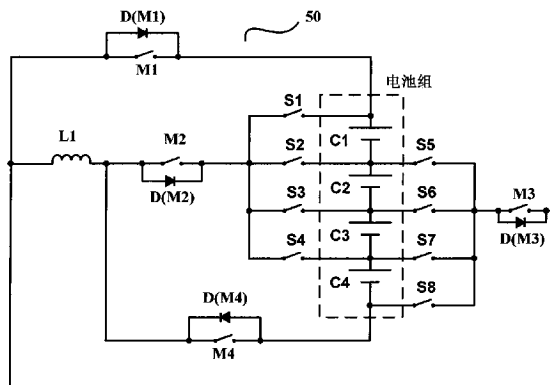 D(M1)
50
M1
电池组
S1
L1
M2
C1
S2
S5
D(M2)
C2
S3
S6
M3
C3
D(M3)
S4
S7
C4
D(M4)
S8
M4